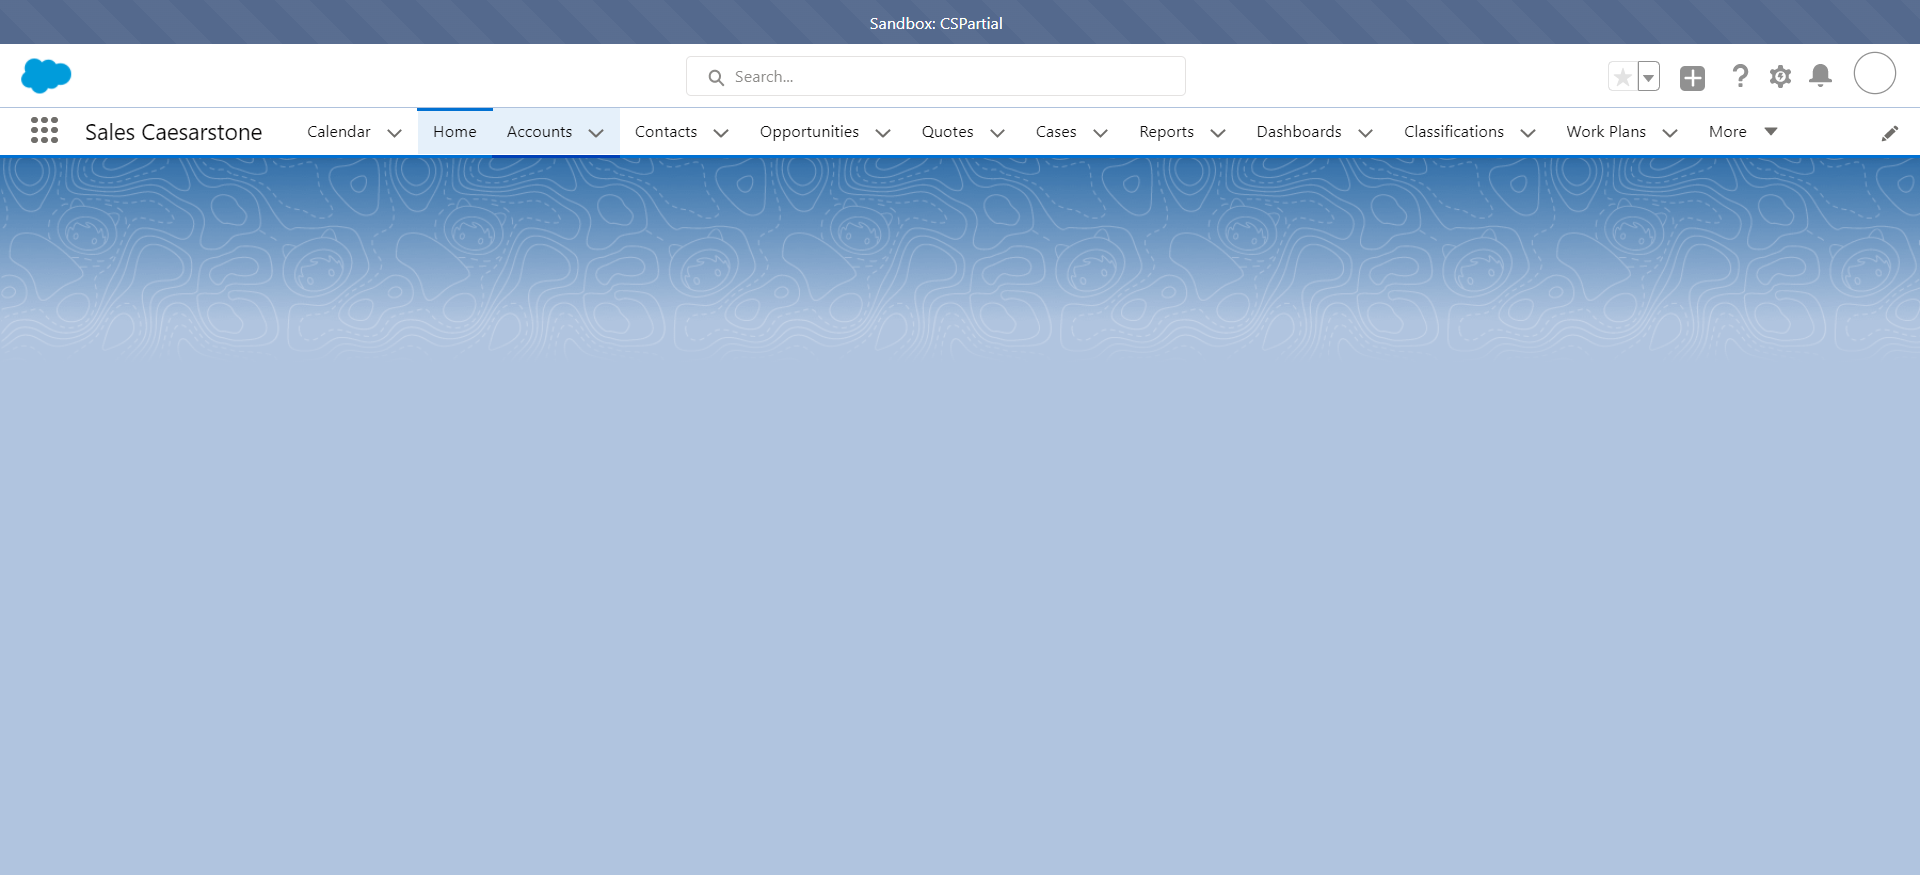 Sandbox: CSPartial
Search...
Sales Caesarstone
Calendar
Home
Accounts
Contacts
Opportunities
Quotes
Cases
Reports
Dashboards
Classifications
Work Plans
More